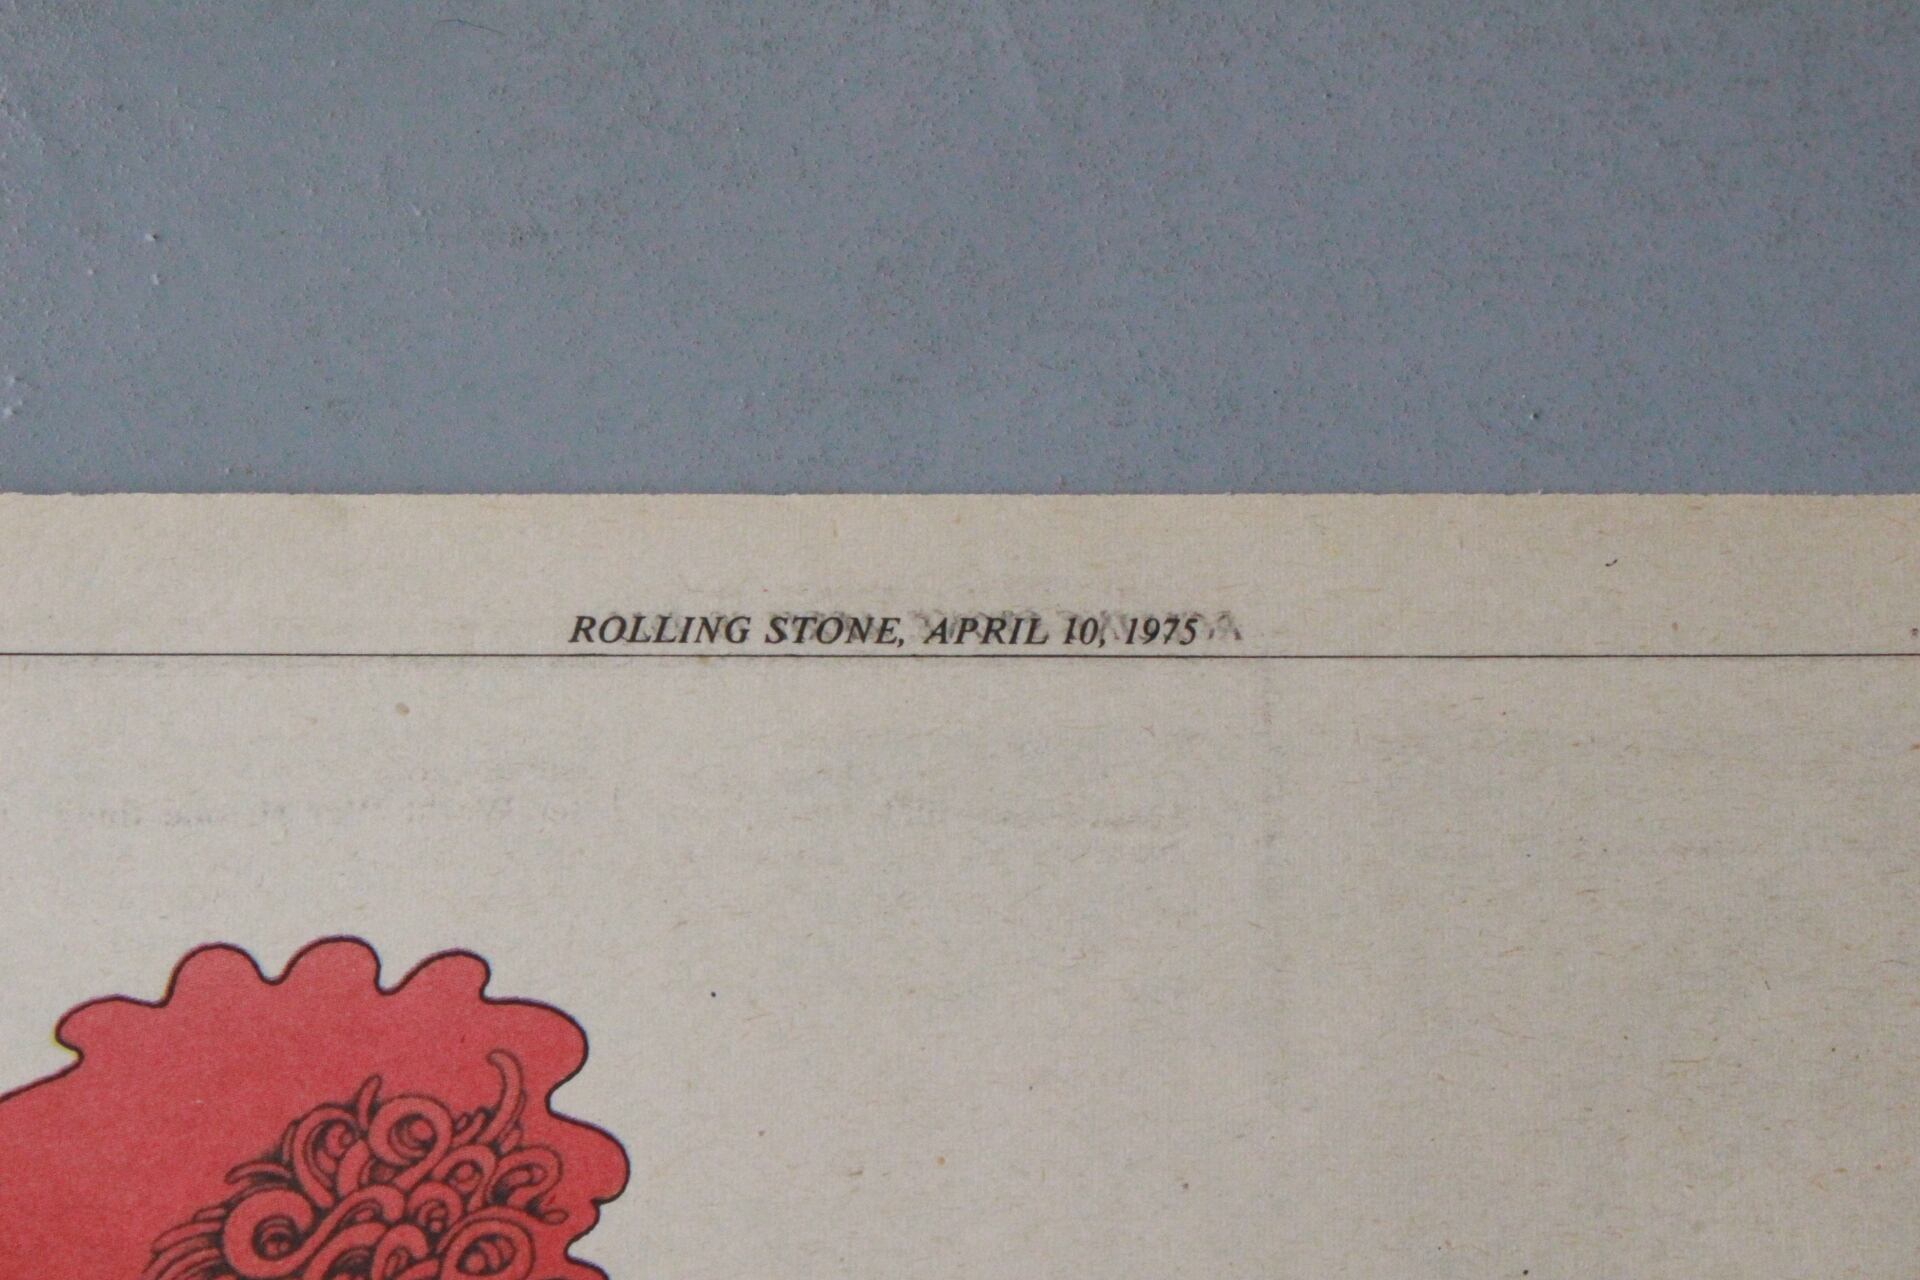 ROLLING STONE, APRIL 10, 1975